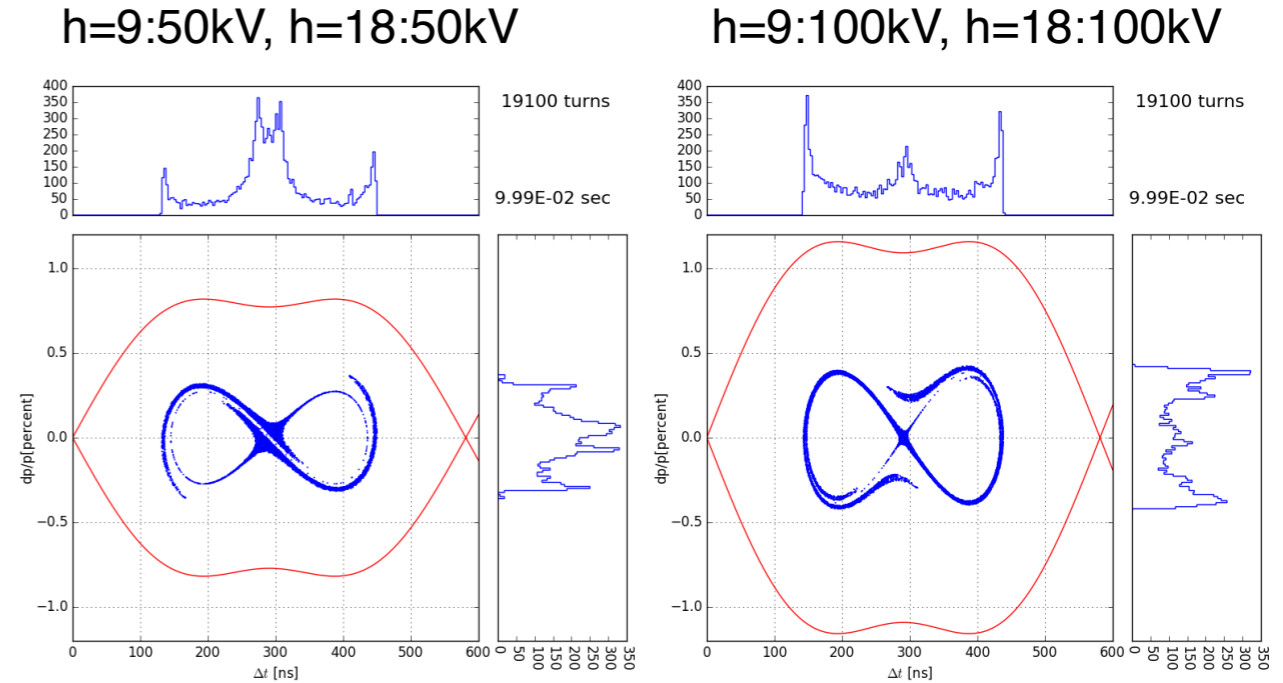 h=9:50kV, h=18:50kV
400
350
300
250
200
150
100
50
0
19100 turns
9.99E-02 sec
1.0
0.5
0.0
−0.5
−1.0
dp/p[percent]
0 100 200 300 400 500 600
Δt [ns]
0 50 100 150 200 250 300 350
h=9:100kV, h=18:100kV
400
350
300
250
200
150
100
50
0
19100 turns
9.99E-02 sec
1.0
0.5
0.0
−0.5
−1.0
dp/p[percent]
0 100 200 300 400 500 600
Δt [ns]
0 50 100 150 200 250 300 350